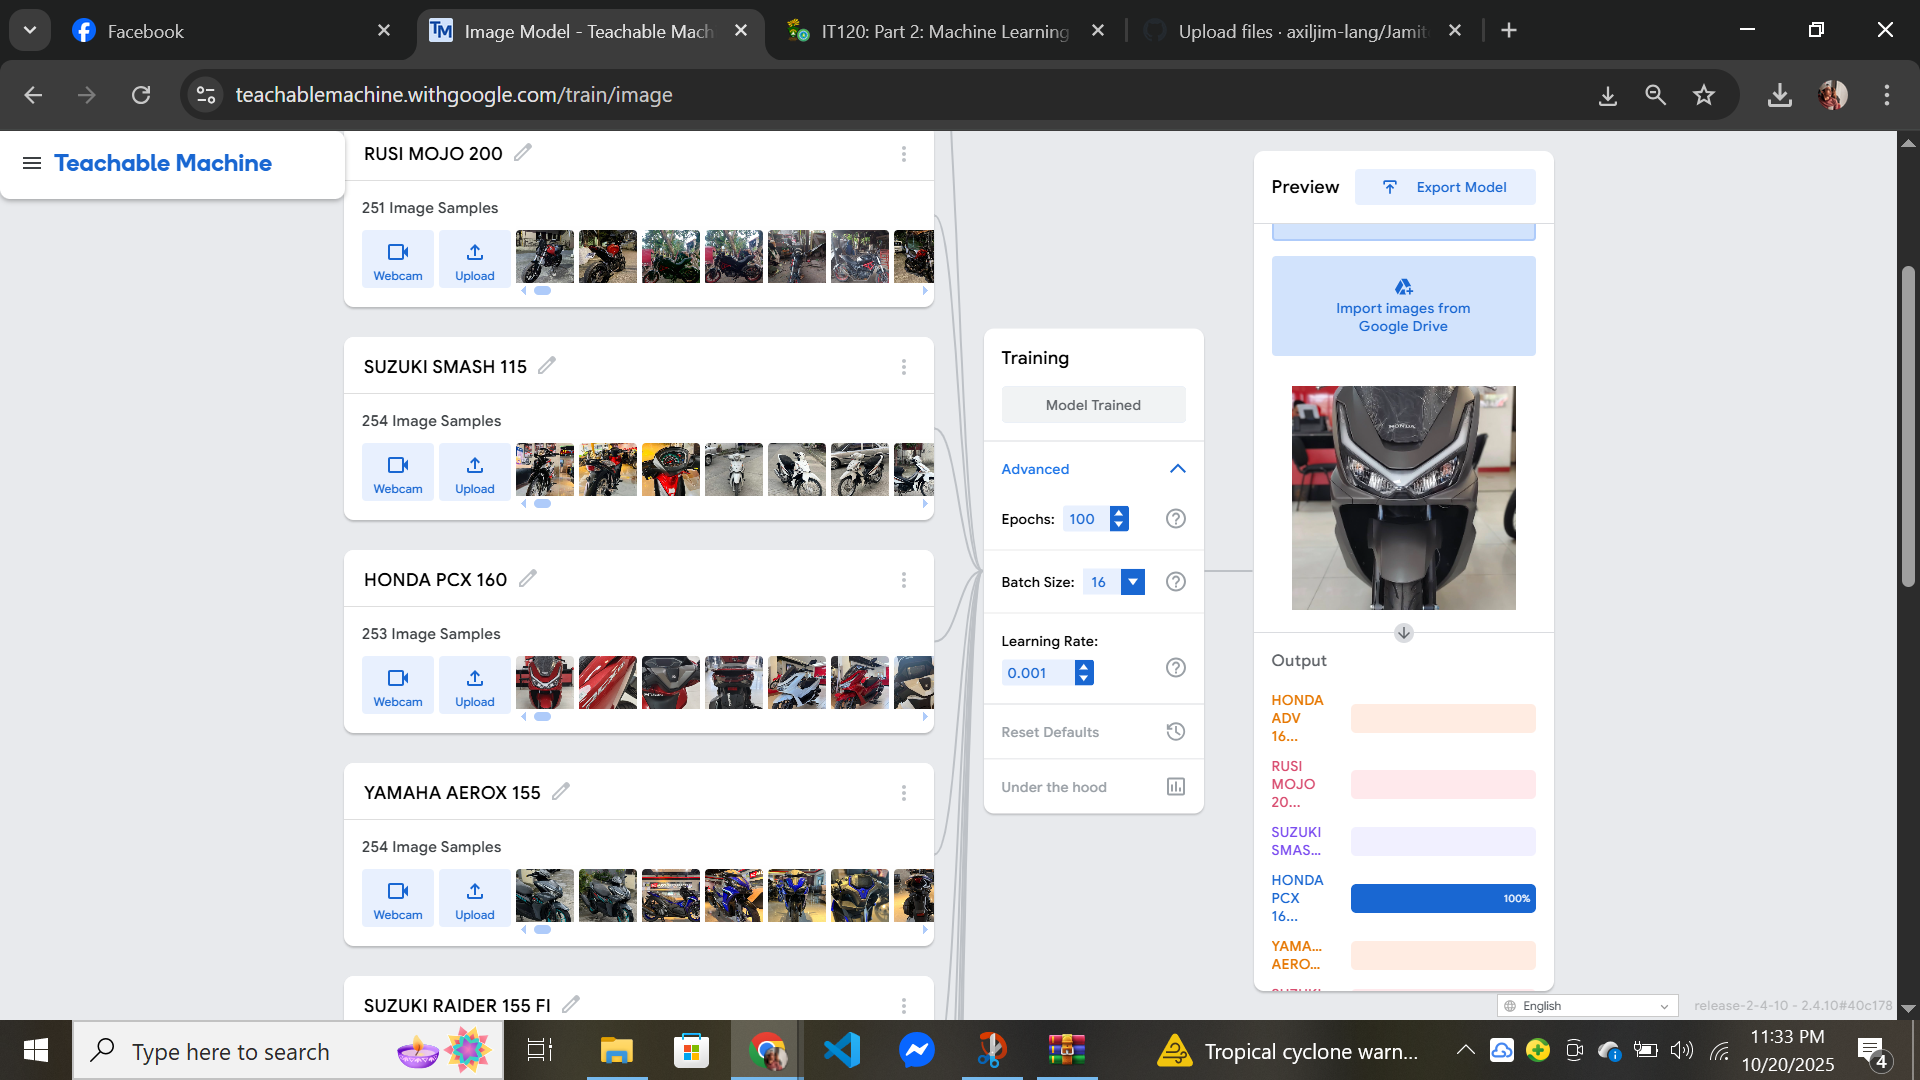 Facebook
Image Model - Teachable Mach
IT120: Part 2: Machine Learning
Upload files · axiljim-lang/Jamit
teachablemachine.withgoogle.com/train/image
Teachable Machine
RUSI MOJO 200
251 Image Samples
Webcam
Upload
SUZUKI SMASH 115
254 Image Samples
Webcam
Upload
HONDA PCX 160
253 Image Samples
Webcam
Upload
YAMAHA AEROX 155
254 Image Samples
Webcam
Upload
SUZUKI RAIDER 155 FI
Training
Model Trained
Advanced
Epochs: 100
Batch Size: 16
Learning Rate:
0.001
Reset Defaults
Under the hood
Preview
Export Model
Import images from
Google Drive
HONDA
Output
HONDA
ADV
16...
RUSI
MOJO
20...
SUZUKI
SMAS...
HONDA
PCX
16...
100%
YAMA...
AERO...
SUZUKI
English
release-2-4-10 - 2.4.10#40c178
Type here to search
Tropical cyclone warn...
11:33 PM
10/20/2025
4